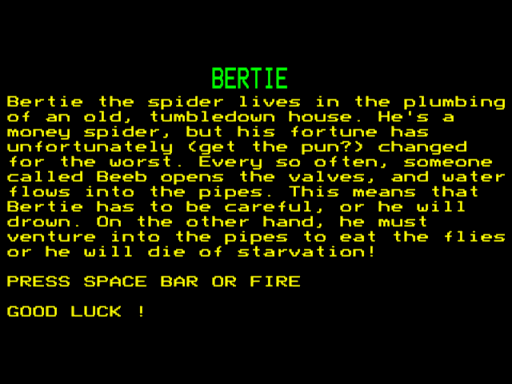 BERTIE
Bertie the spider lives in the plumbing
of an old, tumbledown house. He's a
money spider, but his fortune has
unfortunately (get the pun?) changed
for the worst. Every so often, someone
called Beeb opens the valves, and water
flows into the pipes. This means that
Bertie has to be careful, or he will
drown. On the other hand, he must
venture into the pipes to eat the flies
or he will die of starvation!
PRESS SPACE BAR OR FIRE
GOOD LUCK !